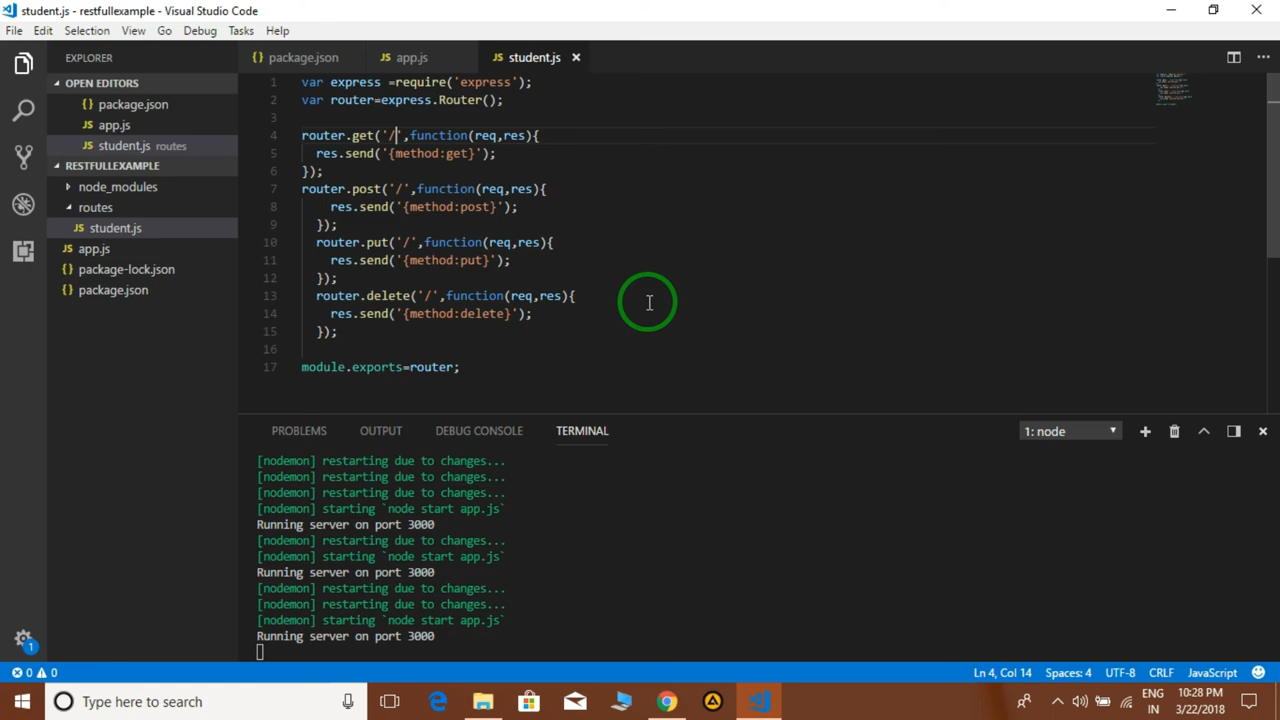 student.js - restfullexample - Visual Studio Code
File Edit Selection View Go Debug Tasks Help
EXPLORER
OPEN EDITORS
package.json
app.js
student.js routes
RESTFULLEXAMPLE
node_modules
routes
JS student.js
JS app.js
{} package-lock.json
{} package.json
{} package.json
JS app.js
JS student.js
1 var express =require('express');
2 var router=express.Router();
3
4 router.get('/',function(req,res){
5 res.send('{method:get}');
6 });
7 router.post('/',function(req,res){
8 res.send('{method:post}');
9 });
10 router.put('/',function(req,res){
11 res.send('{method:put}');
12 });
13 router.delete('/',function(req,res){
14 res.send('{method:delete}');
15 });
16
17 module.exports=router;
PROBLEMS OUTPUT DEBUG CONSOLE TERMINAL 1: node
[nodemon] restarting due to changes...
[nodemon] restarting due to changes...
[nodemon] restarting due to changes...
[nodemon] starting `node start app.js`
Running server on port 3000
[nodemon] restarting due to changes...
[nodemon] starting `node start app.js`
Running server on port 3000
[nodemon] restarting due to changes...
[nodemon] restarting due to changes...
[nodemon] starting `node start app.js`
Running server on port 3000
1
0 0 Ln 4, Col 14 Spaces: 4 UTF-8 CRLF JavaScript
Type here to search
ENG
IN
10:28 PM
3/22/2018